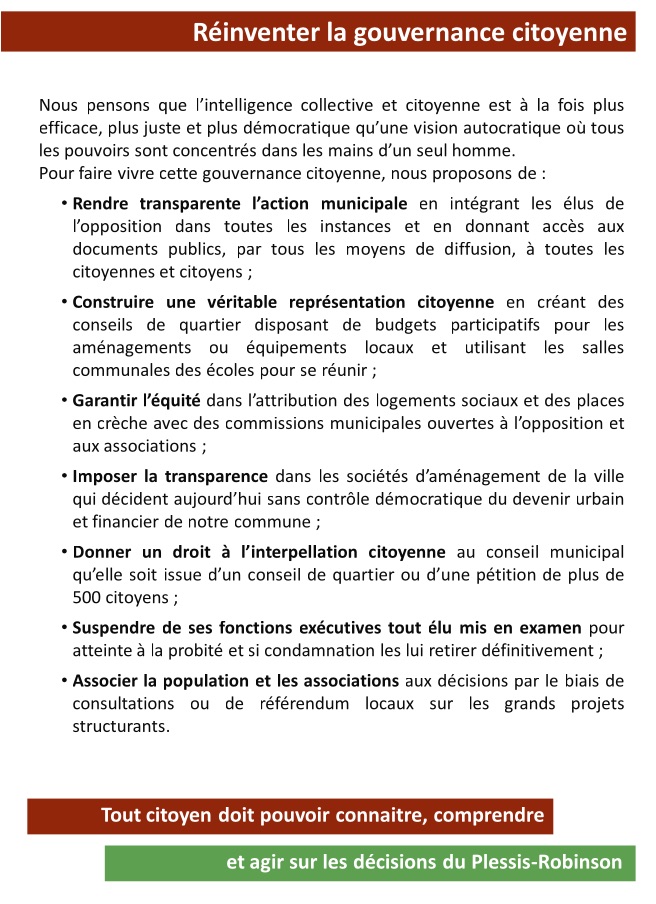 Réinventer la gouvernance citoyenne
Nous pensons que l’intelligence collective et citoyenne est à la fois plus
efficace, plus juste et plus démocratique qu’une vision autocratique où tous
les pouvoirs sont concentrés dans les mains d’un seul homme.
Pour faire vivre cette gouvernance citoyenne, nous proposons de :
• Rendre transparente l’action municipale en intégrant les élus de
l’opposition dans toutes les instances et en donnant accès aux
documents publics, par tous les moyens de diffusion, à toutes les
citoyennes et citoyens ;
• Construire une véritable représentation citoyenne en créant des
conseils de quartier disposant de budgets participatifs pour les
aménagements ou équipements locaux et utilisant les salles
communales des écoles pour se réunir ;
• Garantir l’équité dans l’attribution des logements sociaux et des places
en crèche avec des commissions municipales ouvertes à l’opposition et
aux associations ;
• Imposer la transparence dans les sociétés d’aménagement de la ville
qui décident aujourd’hui sans contrôle démocratique du devenir urbain
et financier de notre commune ;
• Donner un droit à l’interpellation citoyenne au conseil municipal
qu’elle soit issue d’un conseil de quartier ou d’une pétition de plus de
500 citoyens ;
• Suspendre de ses fonctions exécutives tout élu mis en examen pour
atteinte à la probité et si condamnation les lui retirer définitivement ;
• Associer la population et les associations aux décisions par le biais de
consultations ou de référendum locaux sur les grands projets
structurants.
Tout citoyen doit pouvoir connaitre, comprendre
et agir sur les décisions du Plessis-Robinson